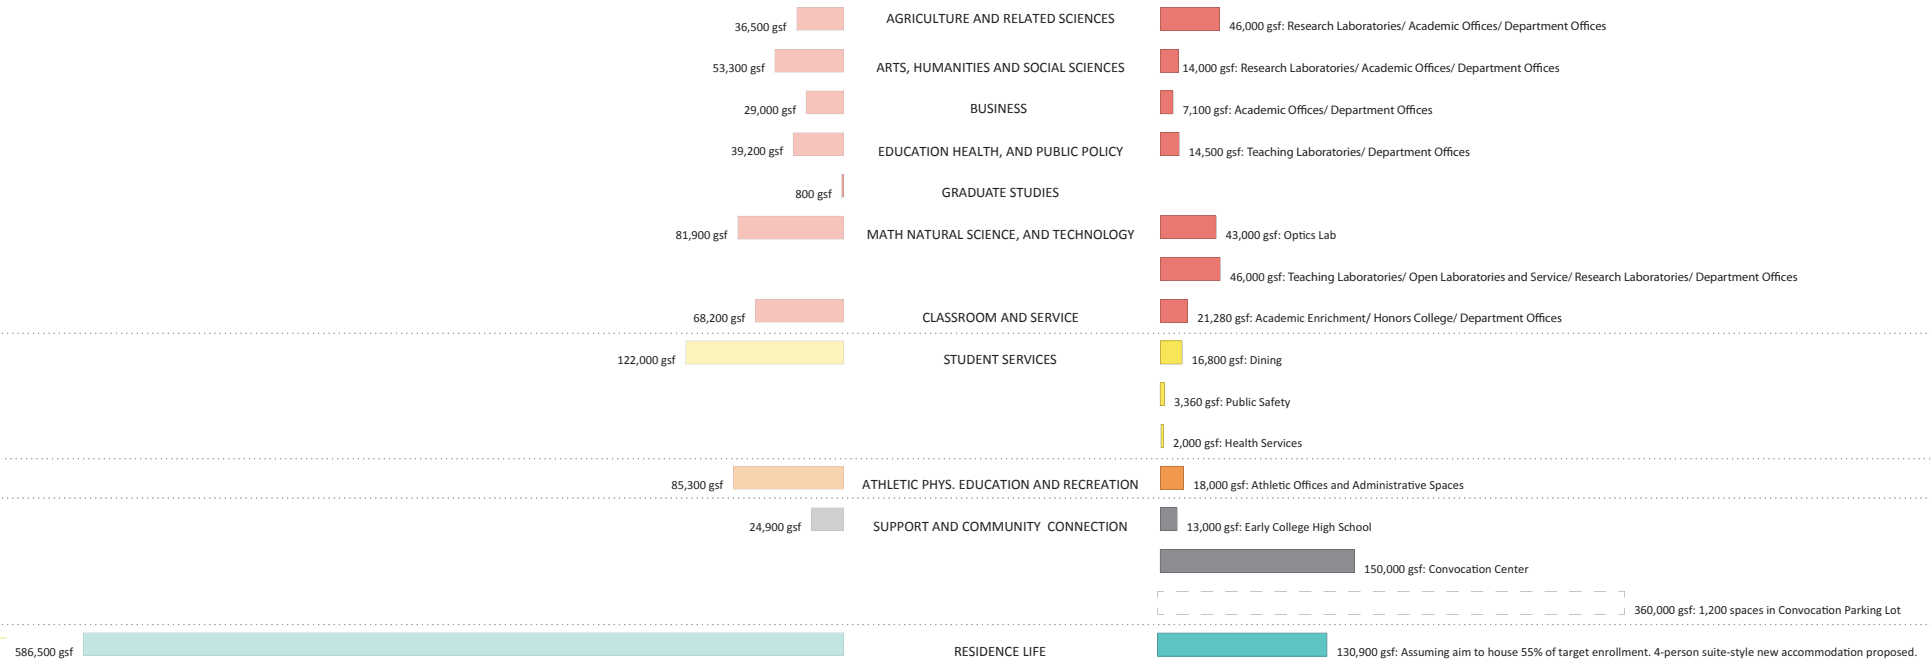 36,500 gsf AGRICULTURE AND RELATED SCIENCES 46,000 gsf: Research Laboratories/ Academic Offices/ Department Offices
53,300 gsf ARTS, HUMANITIES AND SOCIAL SCIENCES 14,000 gsf: Research Laboratories/ Academic Offices/ Department Offices
29,000 gsf BUSINESS 7,100 gsf: Academic Offices/ Department Offices
39,200 gsf EDUCATION HEALTH, AND PUBLIC POLICY 14,500 gsf: Teaching Laboratories/ Department Offices
800 gsf GRADUATE STUDIES
81,900 gsf MATH NATURAL SCIENCE, AND TECHNOLOGY 43,000 gsf: Optics Lab
46,000 gsf: Teaching Laboratories/ Open Laboratories and Service/ Research Laboratories/ Department Offices
68,200 gsf CLASSROOM AND SERVICE 21,280 gsf: Academic Enrichment/ Honors College/ Department Offices
122,000 gsf STUDENT SERVICES 16,800 gsf: Dining
3,360 gsf: Public Safety
2,000 gsf: Health Services
85,300 gsf ATHLETIC PHYS. EDUCATION AND RECREATION 18,000 gsf: Athletic Offices and Administrative Spaces
24,900 gsf SUPPORT AND COMMUNITY CONNECTION 13,000 gsf: Early College High School
150,000 gsf: Convocation Center
360,000 gsf: 1,200 spaces in Convocation Parking Lot
586,500 gsf RESIDENCE LIFE 130,900 gsf: Assuming aim to house 55% of target enrollment. 4-person suite-style new accommodation proposed.